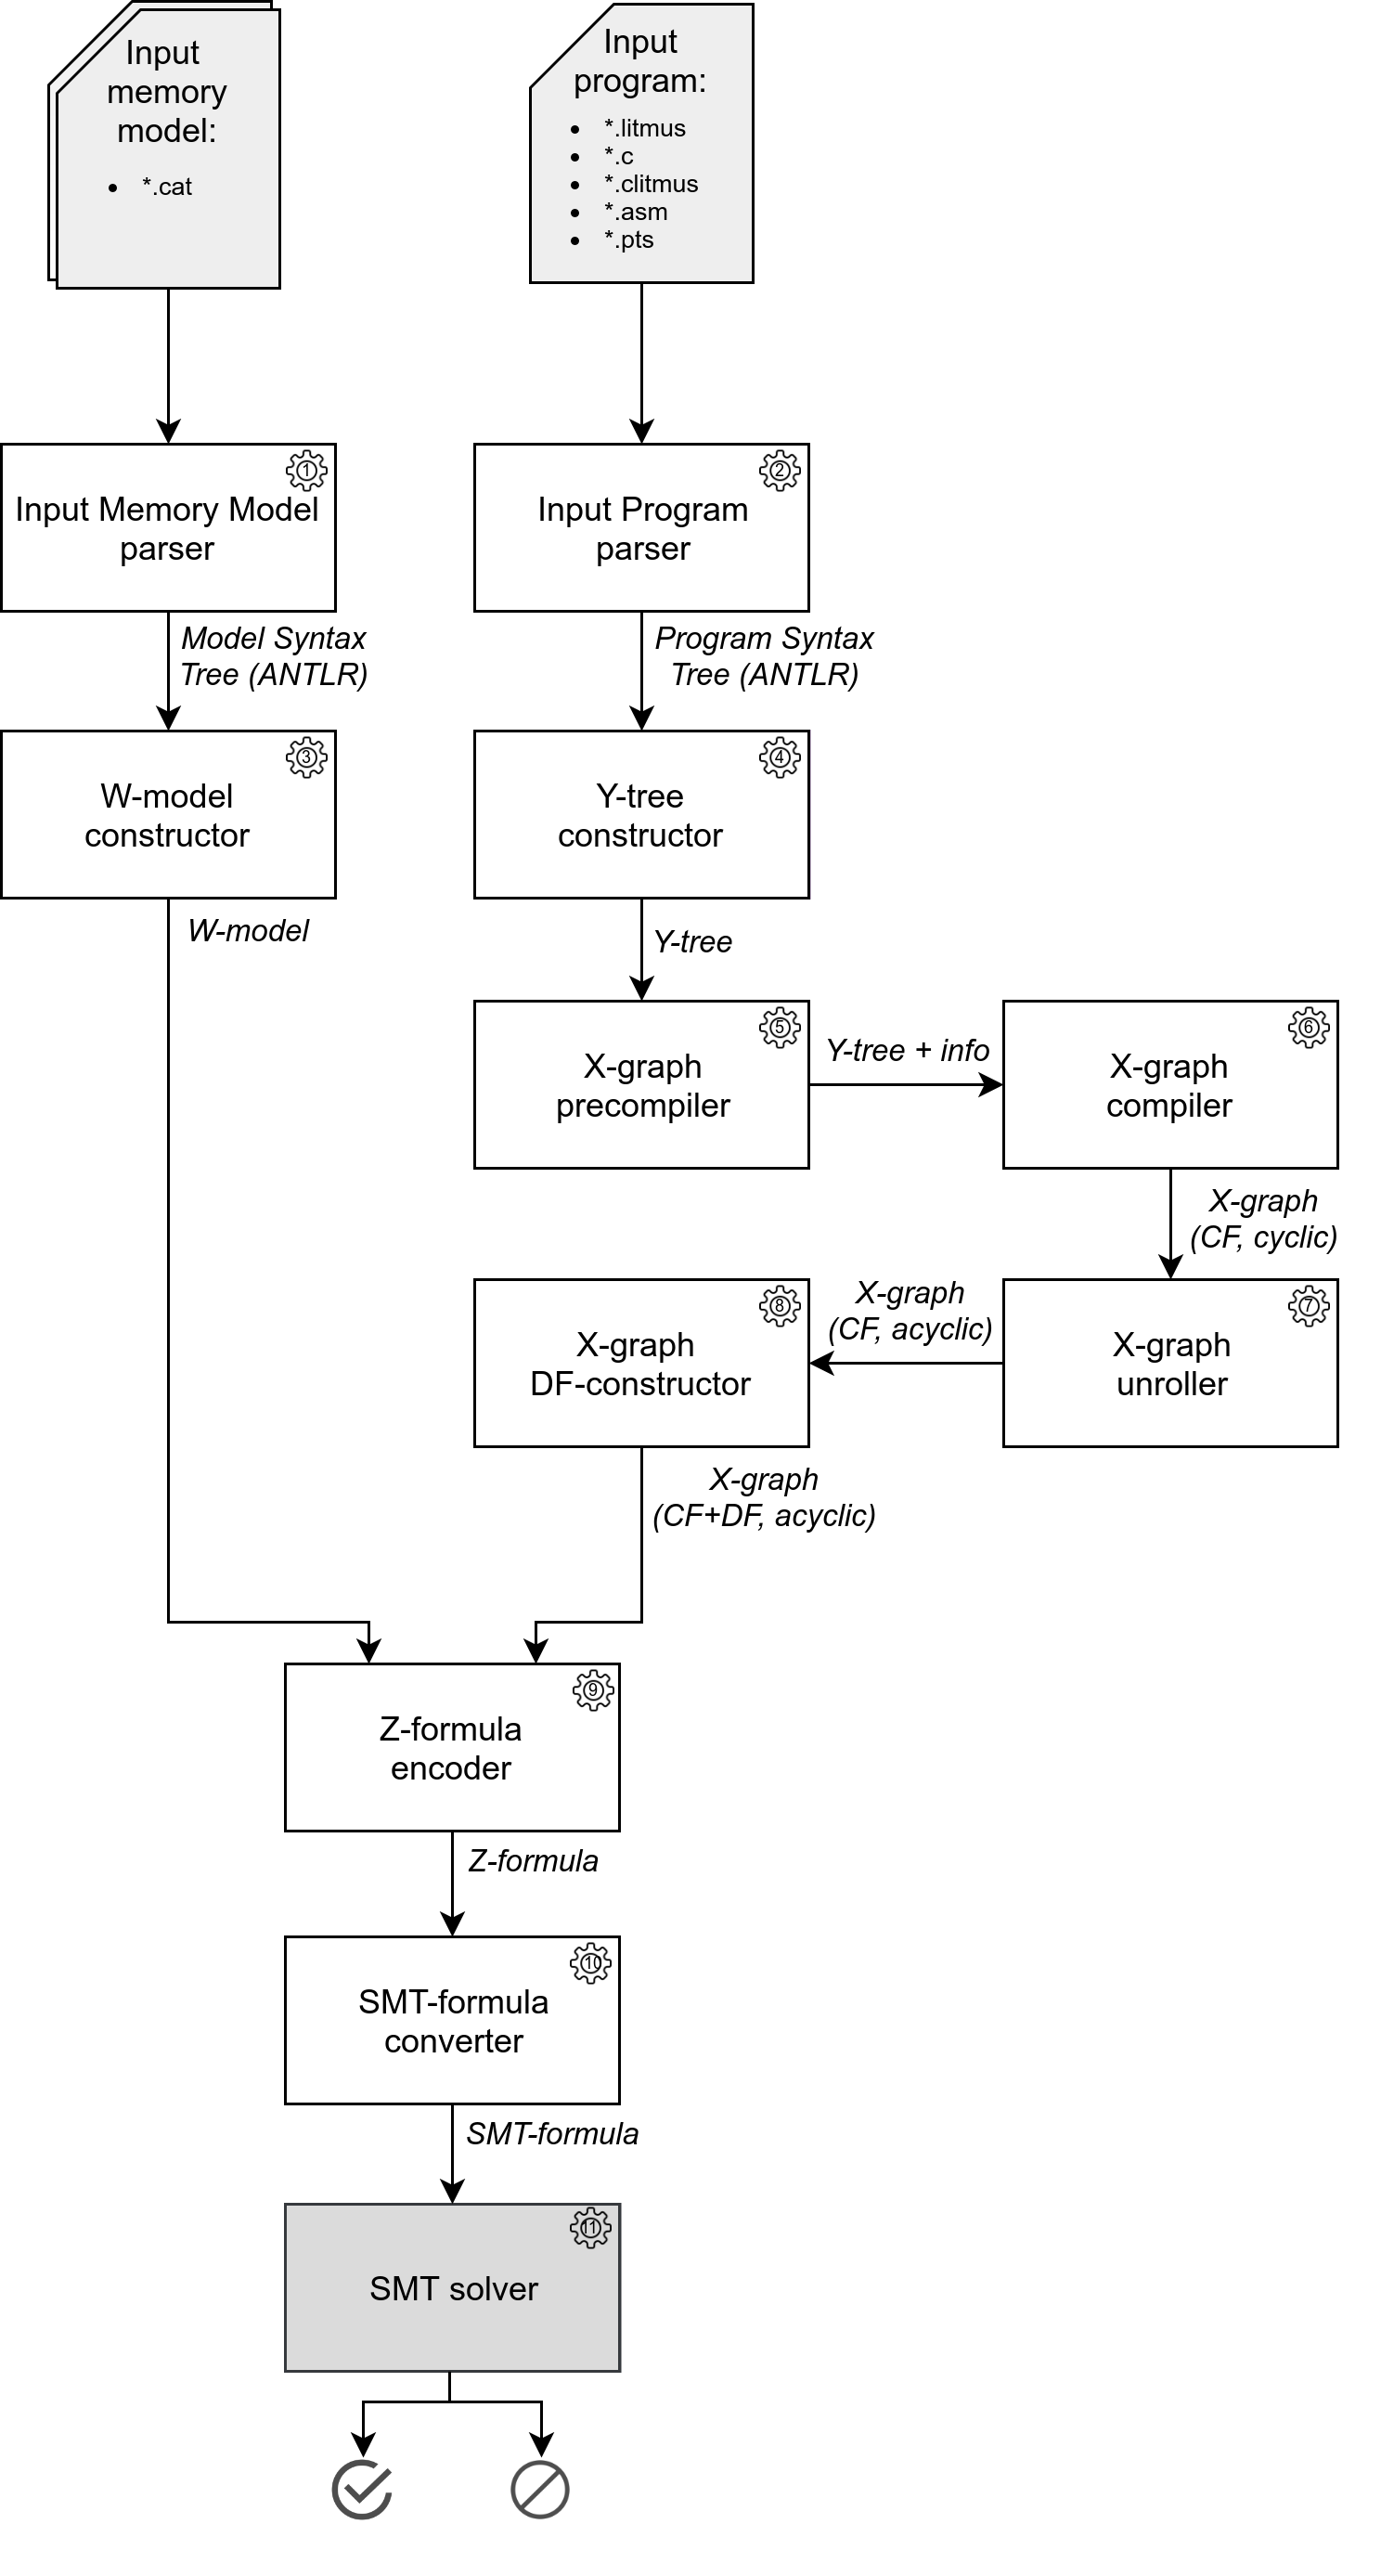 Input
memory
model:
• *.cat
Input
program:
• *.litmus
• *.c
• *.clitmus
• *.asm
• *.pts
1
Input Memory Model
parser
2
Input Program
parser
Model Syntax
Tree (ANTLR)
Program Syntax
Tree (ANTLR)
3
W-model
constructor
4
Y-tree
constructor
W-model
Y-tree
5
X-graph
precompiler
Y-tree + info
6
X-graph
compiler
X-graph
(CF, cyclic)
7
X-graph
unroller
X-graph
(CF, acyclic)
8
X-graph
DF-constructor
X-graph
(CF+DF, acyclic)
9
Z-formula
encoder
Z-formula
10
SMT-formula
converter
SMT-formula
11
SMT solver